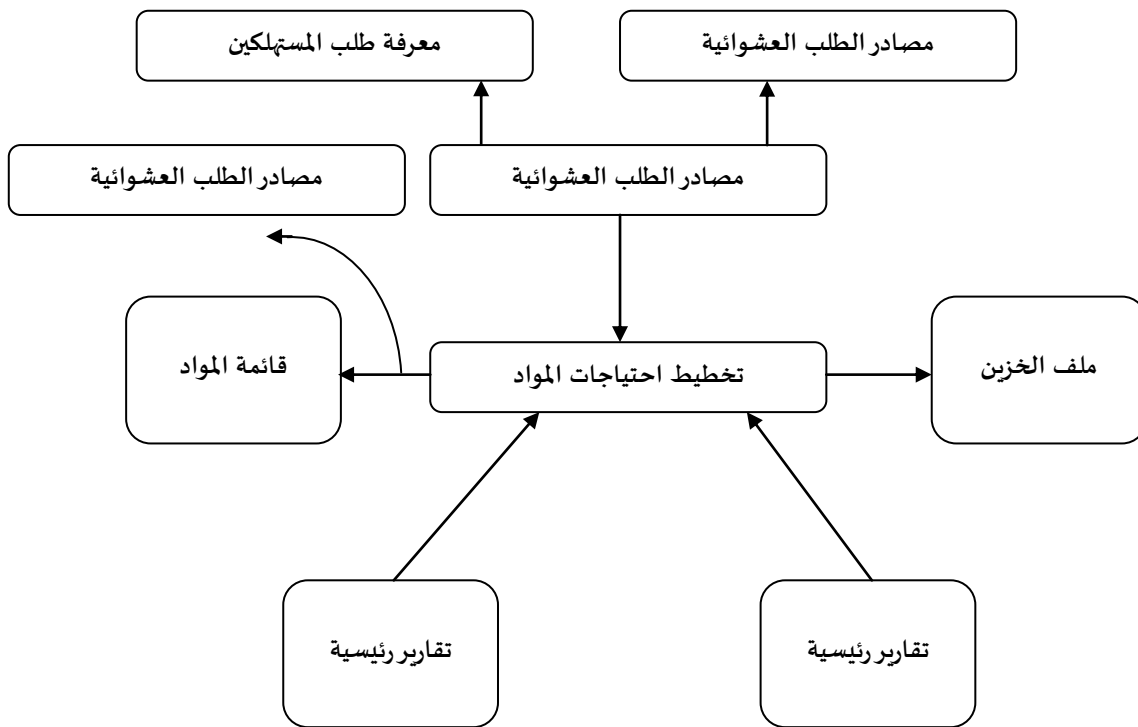 مصادر الطلب العشوائية
معرفة طلب المستهلكين
مصادر الطلب العشوائية
مصادر الطلب العشوائية
ملف الخزين
تخطيط احتياجات المواد
قائمة المواد
تقارير رئيسية
تقارير رئيسية